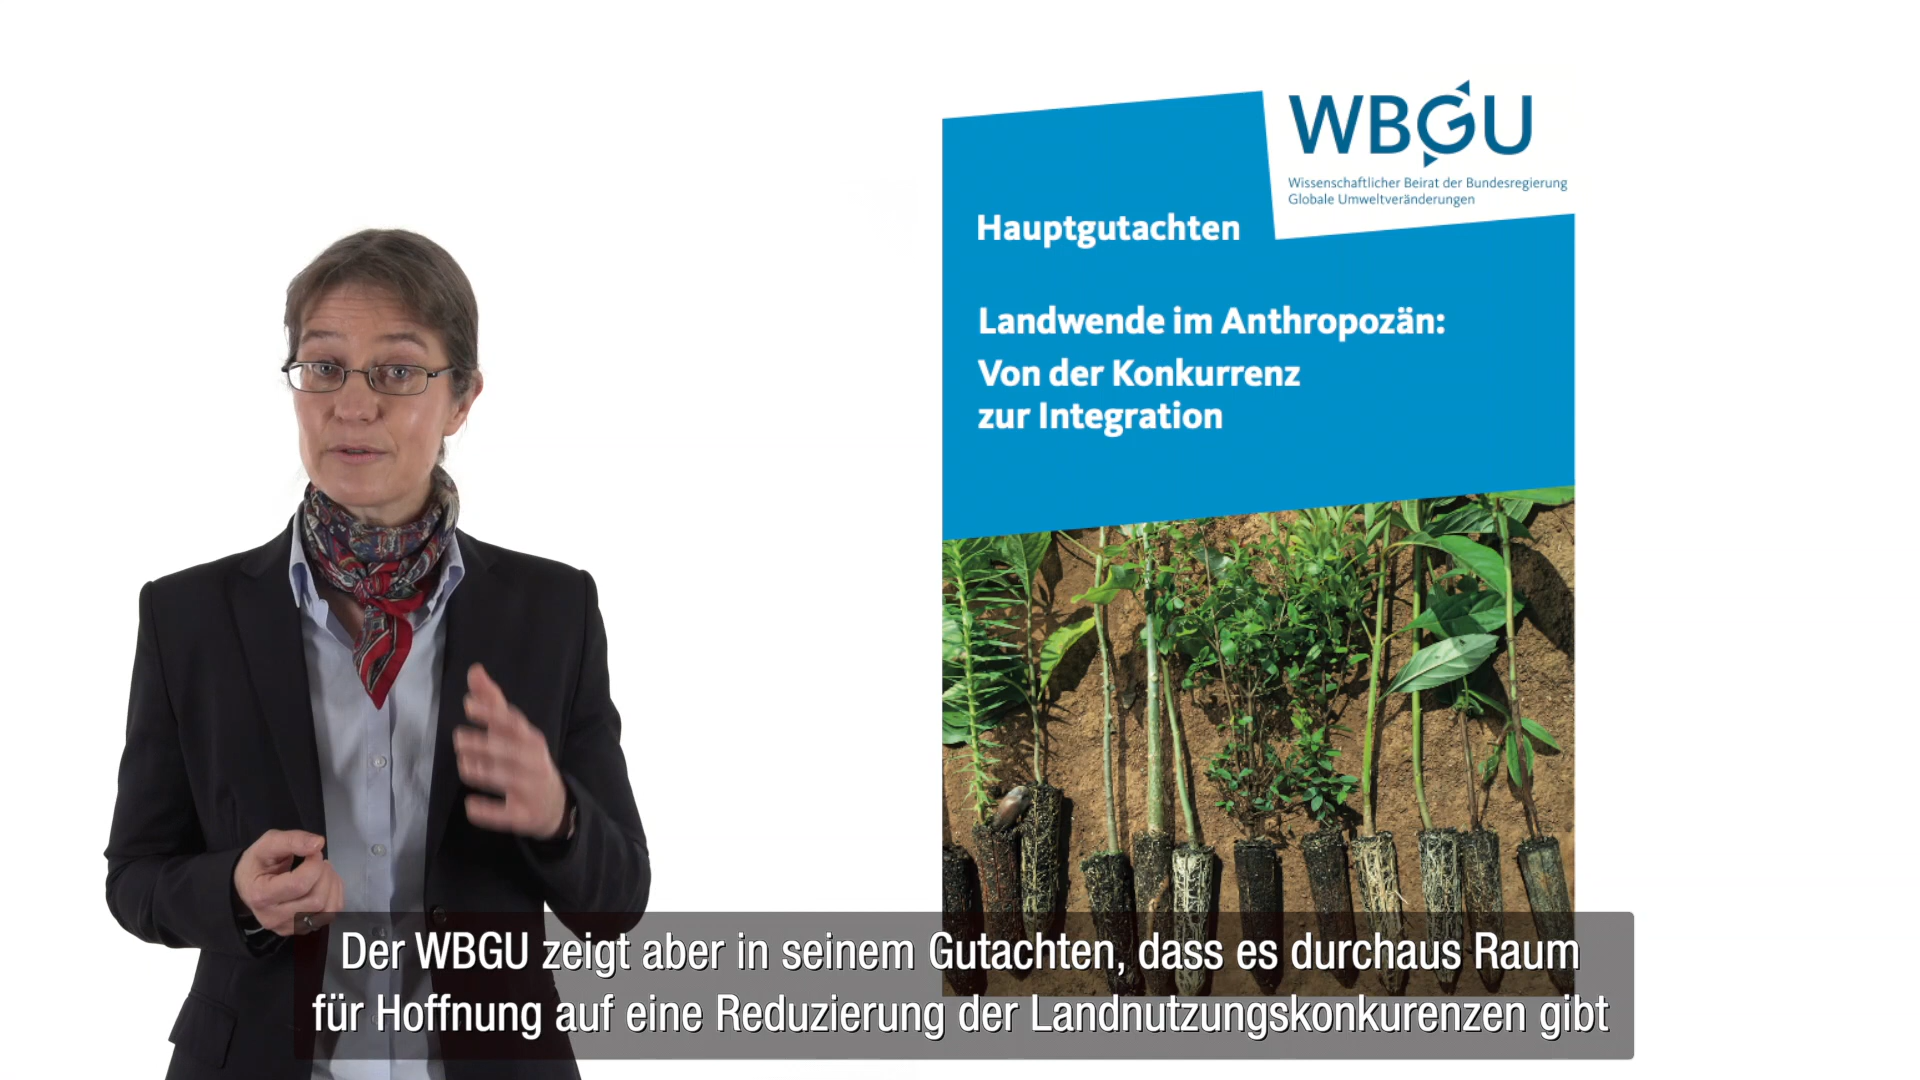 WBGU
Wissenschaftlicher Beirat der Bundesregierung
Globale Umweltveränderungen
Hauptgutachten
Landwende im Anthropozän:
Von der Konkurrenz
zur Integration
Der WBGU zeigt aber in seinem Gutachten, dass es durchaus Raum
für Hoffnung auf eine Reduzierung der Landnutzungskonkurenzen gibt